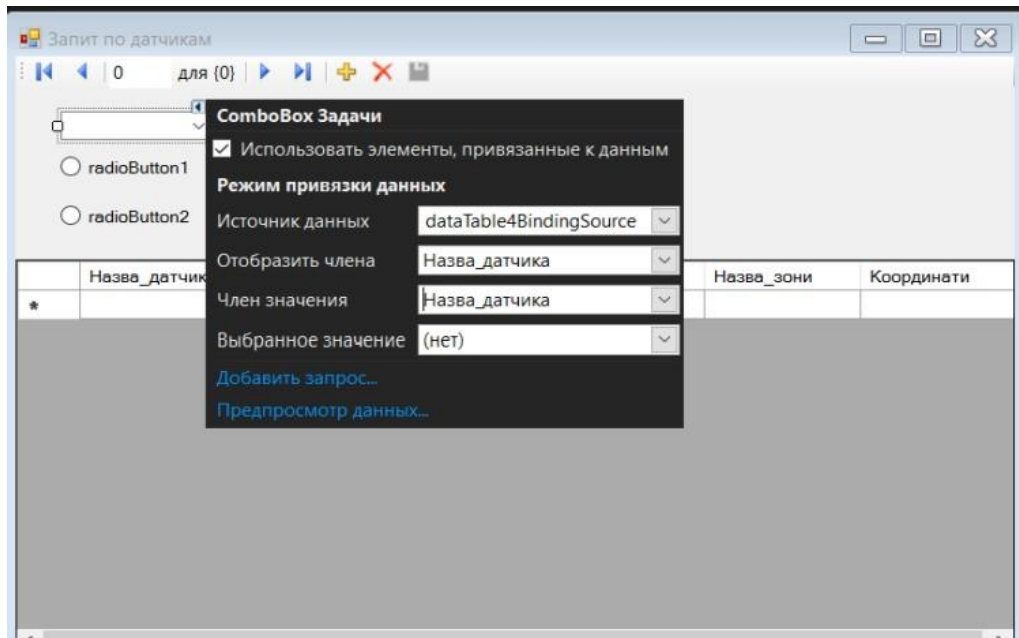 Запит по датчикам
0 для {0}
ComboBox Задачи
Использовать элементы, привязанные к данным
radioButton1
Режим привязки данных
radioButton2
Источник данных dataTable4BindingSource
Отобразить члена Назва_датчика
Назва_датчик Назва_зони Координати
Член значения Назва_датчика
*
Выбранное значение (нет)
Добавить запрос...
Предпросмотр данных...